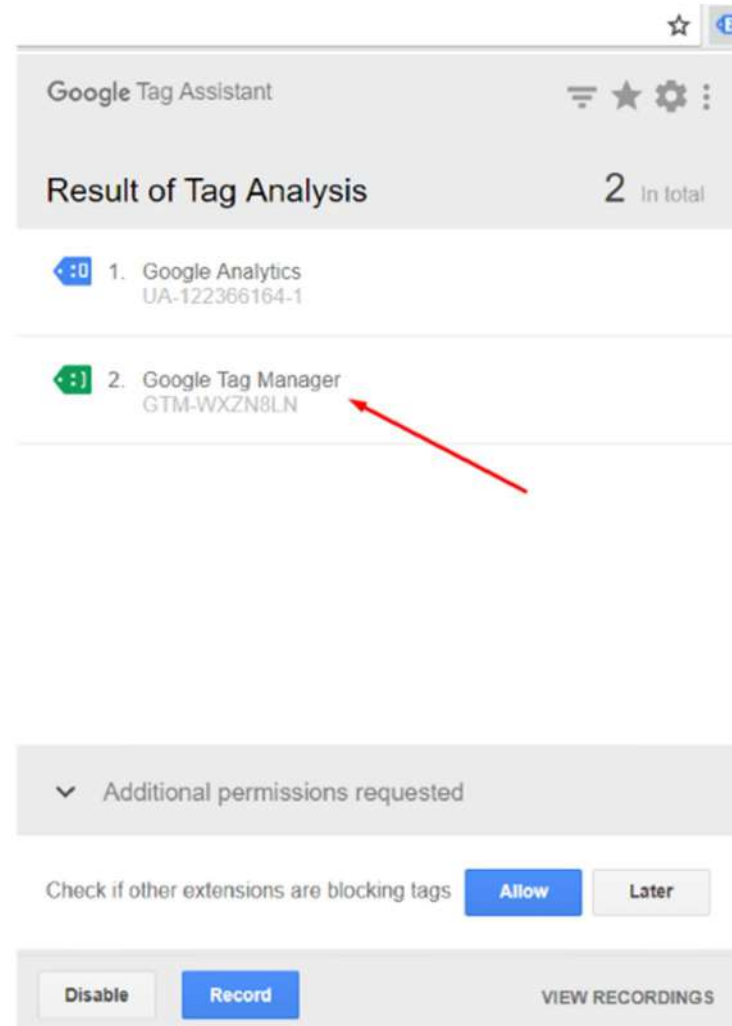 Google Tag Assistant
Result of Tag Analysis 2 In total
:0 1. Google Analytics
UA-122366164-1
:) 2. Google Tag Manager
GTM-WXZN8LN
Additional permissions requested
Check if other extensions are blocking tags Allow Later
Disable Record VIEW RECORDINGS